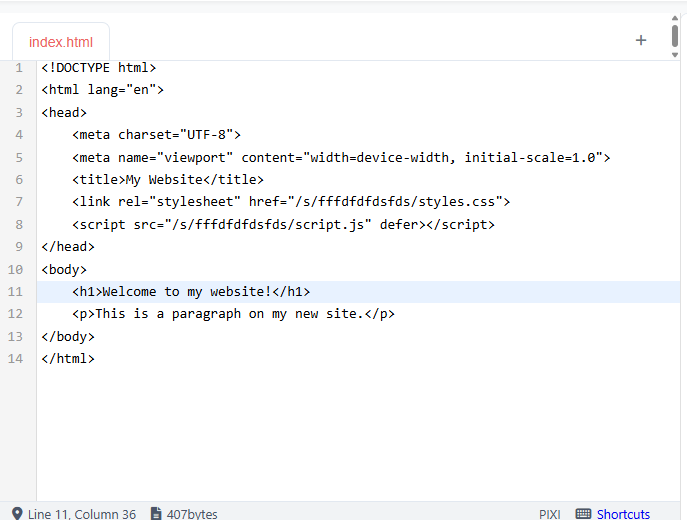 index.html
+
1 <!DOCTYPE html>
2 <html lang="en">
3 <head>
4     <meta charset="UTF-8">
5     <meta name="viewport" content="width=device-width, initial-scale=1.0">
6     <title>My Website</title>
7     <link rel="stylesheet" href="/s/fffdfdfdsfds/styles.css">
8     <script src="/s/fffdfdfdsfds/script.js" defer></script>
9 </head>
10 <body>
11     <h1>Welcome to my website!</h1>
12     <p>This is a paragraph on my new site.</p>
13 </body>
14 </html>
Line 11, Column 36 407bytes PIXI Shortcuts